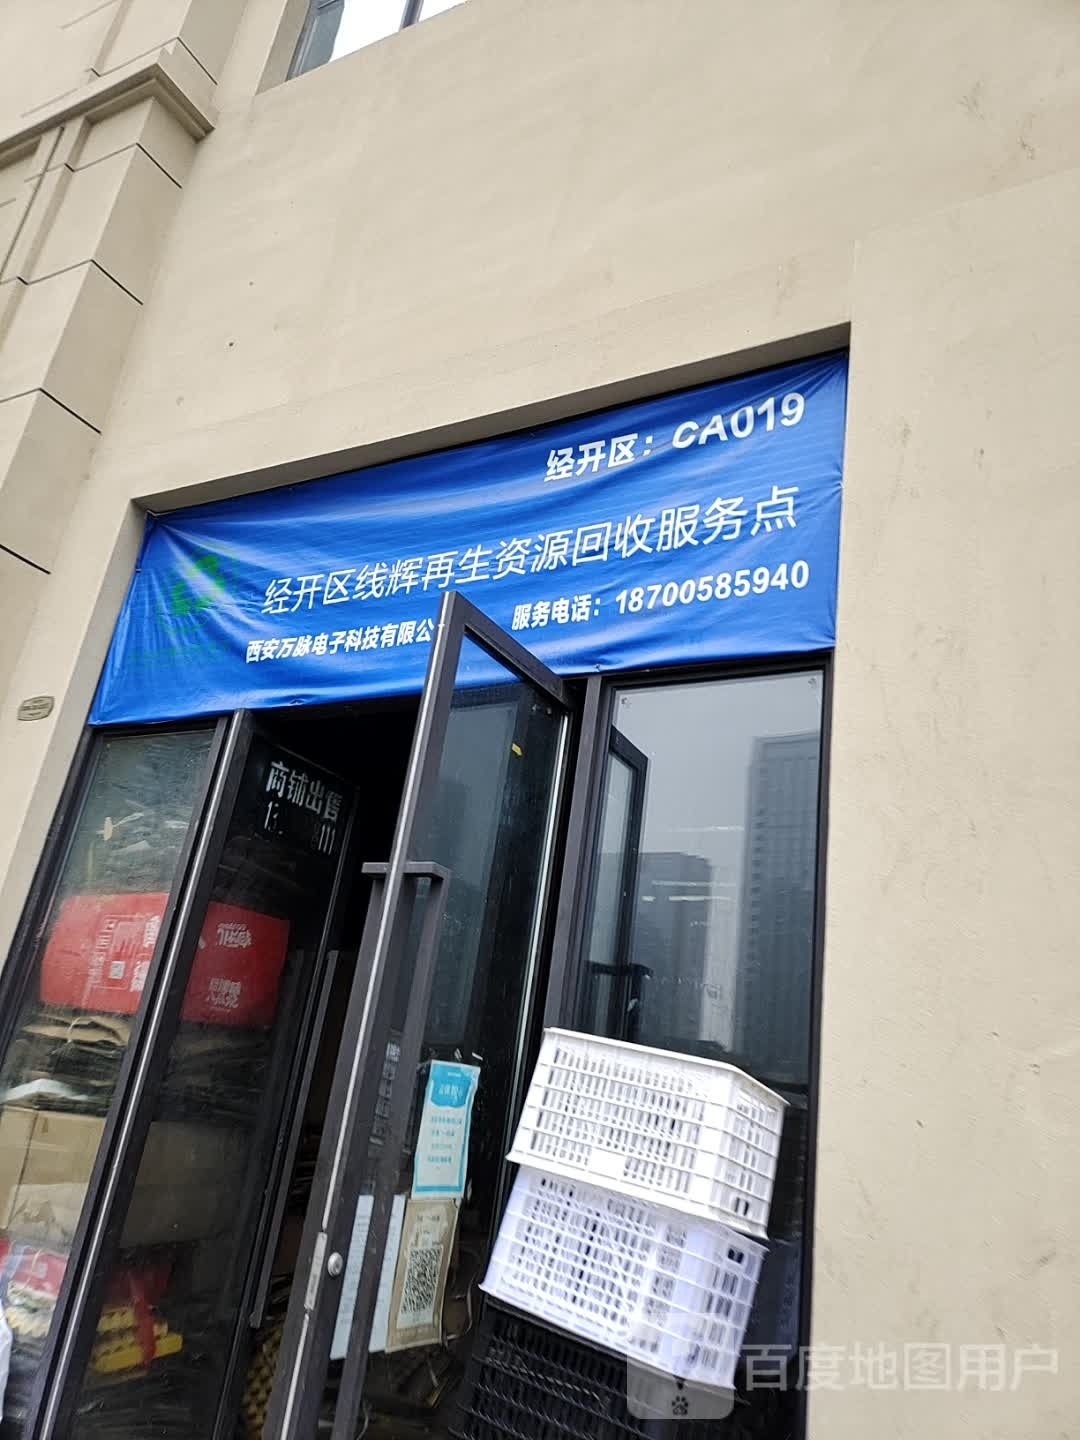 经开区：CA019
经开区线辉再生资源回收服务点
西安万脉电子科技有限公
服务电话：18700585940
商铺出售
百度地图用户